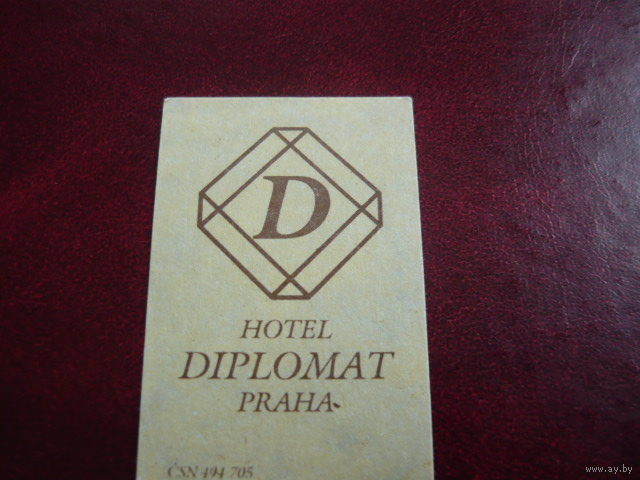 D
HOTEL
DIPLOMAT
PRAHA
ČSN 494 705
www.ay.by